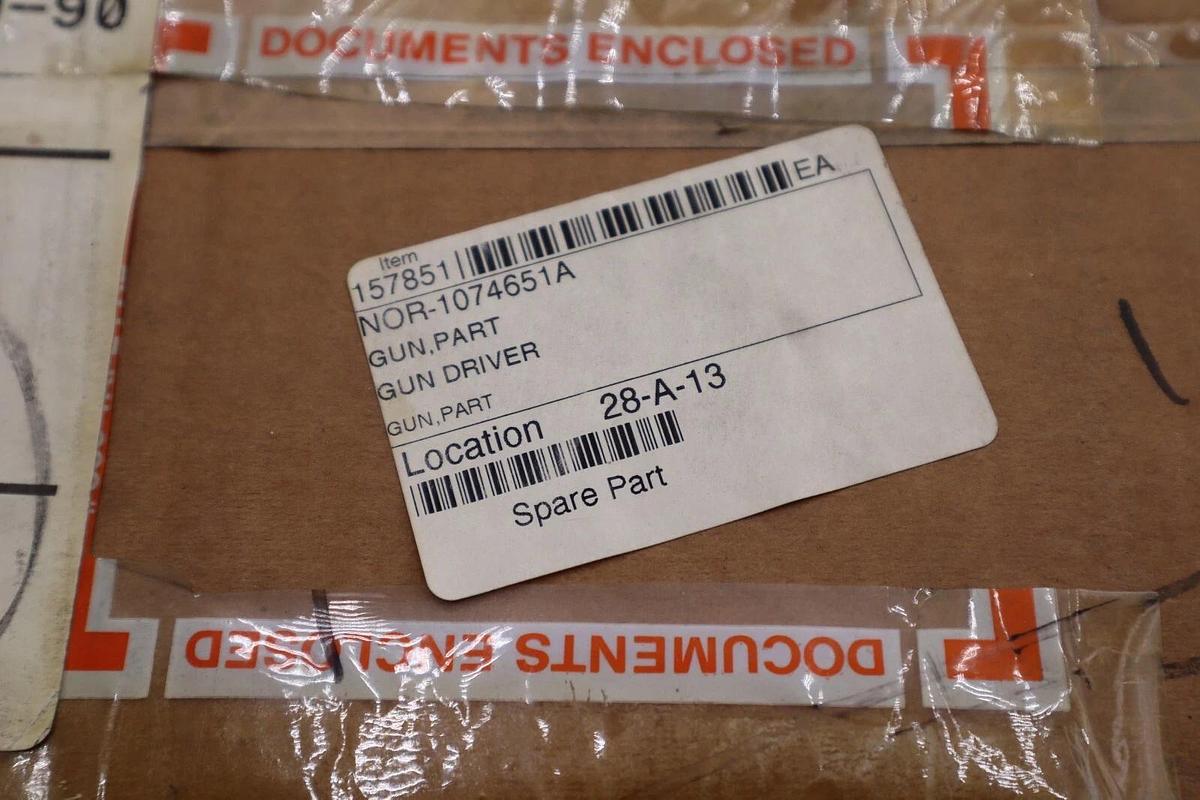 -90
DOCUMENTS ENCLOSED
Item
157851 EA
NOR-1074651A
GUN,PART
GUN DRIVER
GUN,PART
Location 28-A-13
Spare Part
DOCUMENTS ENCLOSED